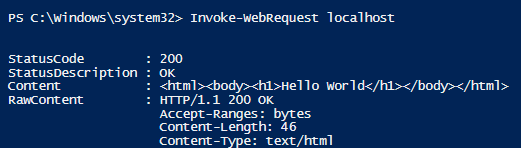 PS C:\Windows\system32> Invoke-WebRequest localhost
StatusCode        : 200
StatusDescription : OK
Content           : <html><body><h1>Hello World</h1></body></html>
RawContent        : HTTP/1.1 200 OK
                    Accept-Ranges: bytes
                    Content-Length: 46
                    Content-Type: text/html